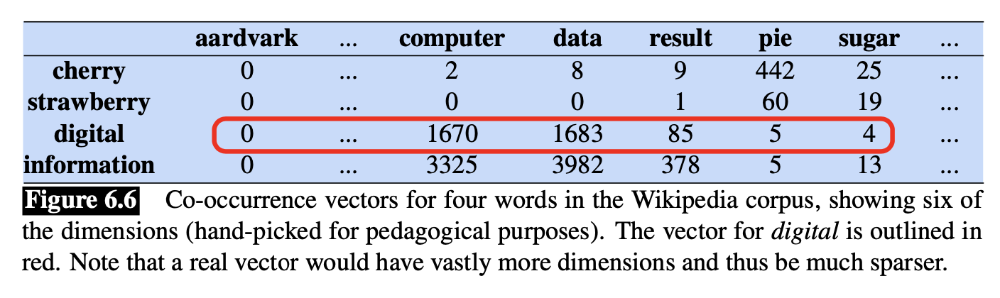 aardvark ... computer data result pie sugar ...
cherry 0 ... 2 8 9 442 25 ...
strawberry 0 ... 0 0 1 60 19 ...
digital 0 ... 1670 1683 85 5 4 ...
information 0 ... 3325 3982 378 5 13 ...
Figure 6.6 Co-occurrence vectors for four words in the Wikipedia corpus, showing six of
the dimensions (hand-picked for pedagogical purposes). The vector for digital is outlined in
red. Note that a real vector would have vastly more dimensions and thus be much sparser.